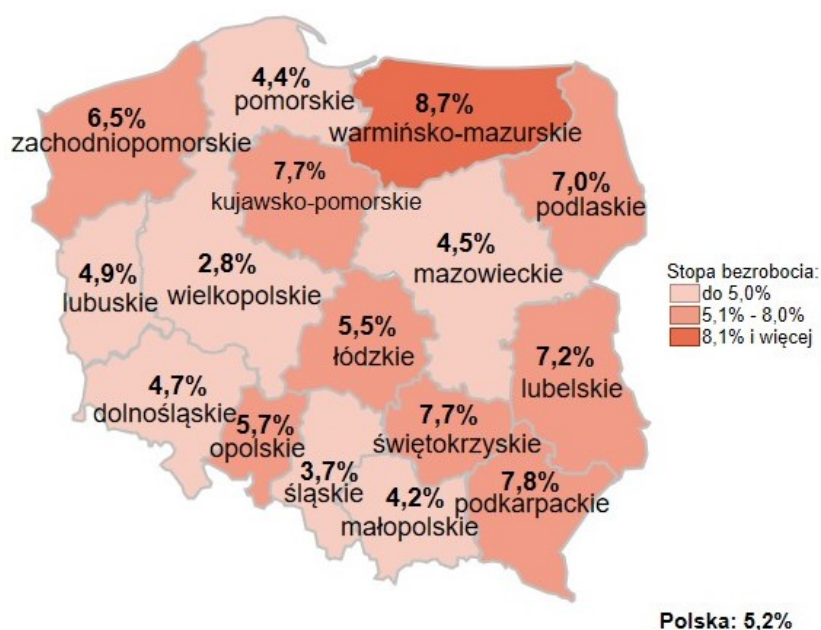 4,4%
pomorskie
8,7%
warmińsko-mazurskie
6,5%
zachodniopomorskie
7,7%
kujawsko-pomorskie
7,0%
podlaskie
4,5%
mazowieckie
4,9%
lubuskie
2,8%
wielkopolskie
Stopa bezrobocia:
do 5,0%
5,1% - 8,0%
8,1% i więcej
5,5%
łódzkie
7,2%
lubelskie
4,7%
dolnośląskie
5,7%
opolskie
7,7%
świętokrzyskie
3,7%
śląskie
4,2%
małopolskie
7,8%
podkarpackie
Polska: 5,2%